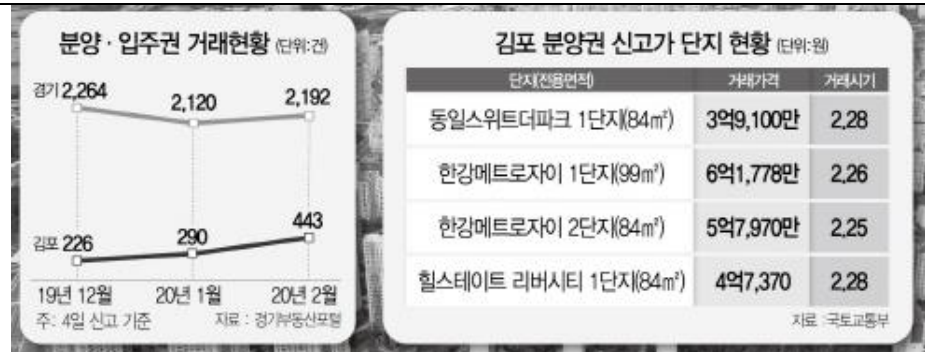 분양·입주권 거래현황 (단위:건)
경기 2,264
2,120
2,192
김포 226
290
443
19년 12월 20년 1월 20년 2월
주: 4일 신고 기준 자료 : 경기부동산포털
김포 분양권 신고가 단지 현황 (단위:원)
단지(전용면적) 거래가격 거래시기
동일스위트더파크 1단지(84㎡) 3억9,100만 2.28
한강메트로자이 1단지(99㎡) 6억1,778만 2.26
한강메트로자이 2단지(84㎡) 5억7,970만 2.25
힐스테이트 리버시티 1단지(84㎡) 4억7,370 2.28
자료 :국토교통부